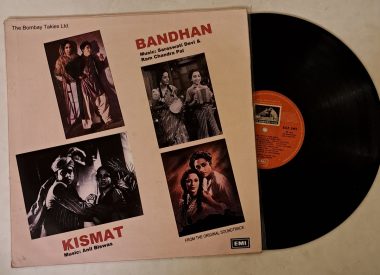 The Bombay Talkies Ltd.
BANDHAN
Music: Saraswati Devi &
Ram Chandra Pal
KISMAT
Music: Anil Biswas
FROM THE ORIGINAL SOUNDTRACK
EMI